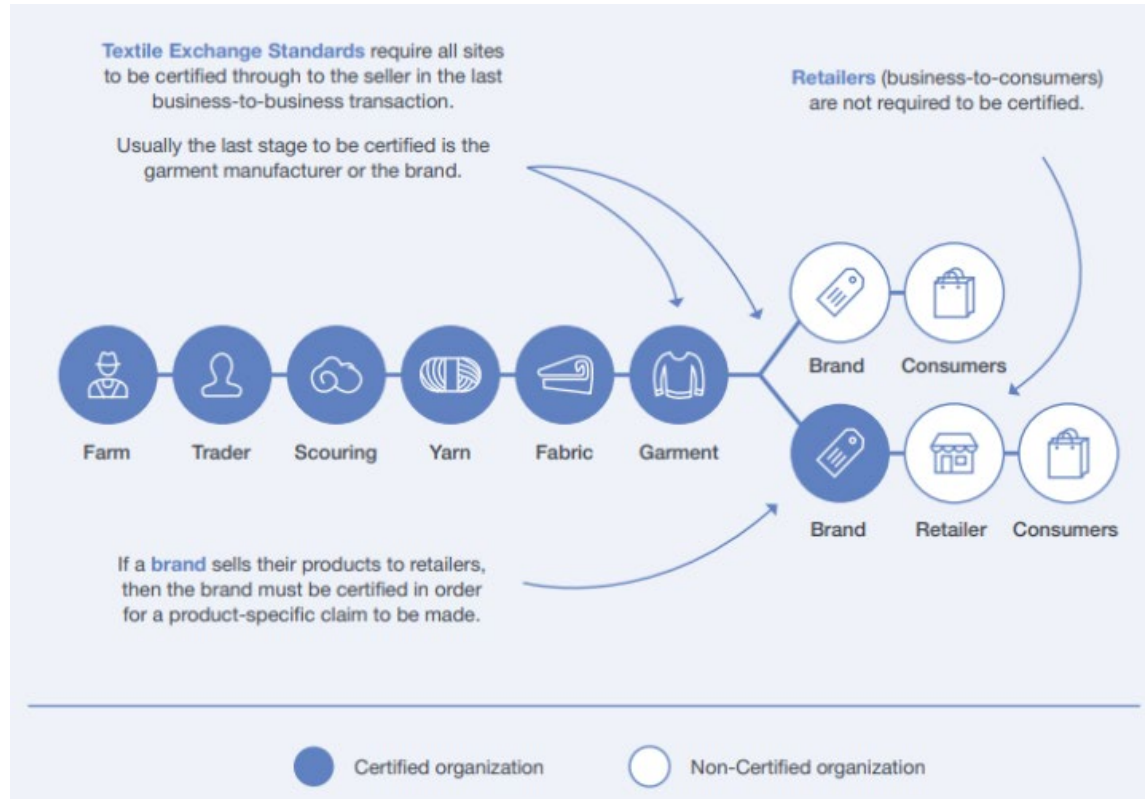 Textile Exchange Standards require all sites
to be certified through to the seller in the last
business-to-business transaction.
Usually the last stage to be certified is the
garment manufacturer or the brand.
Retailers (business-to-consumers)
are not required to be certified.
Brand
Consumers
Farm
Trader
Scouring
Yarn
Fabric
Garment
Brand
Retailer
Consumers
If a brand sells their products to retailers,
then the brand must be certified in order
for a product-specific claim to be made.
Certified organization
Non-Certified organization